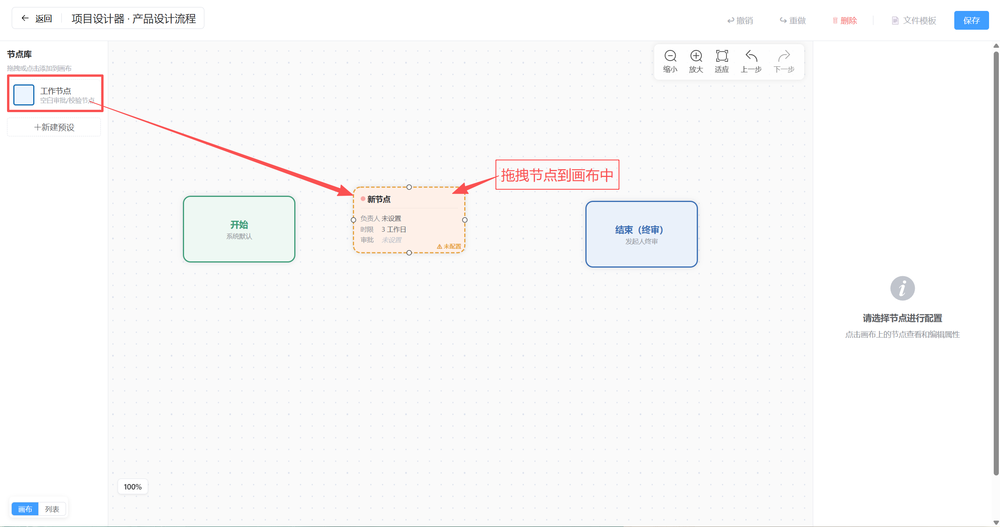 返回
项目设计器 · 产品设计流程
撤销
重做
删除
文件模板
保存
节点库
拖拽或点击添加到画布
工作节点
空白审批/校验节点
+新建预设
缩小
放大
适应
上一步
下一步
拖拽节点到画布中
开始
系统默认
新节点
负责人 未设置
时限 3 工作日
审批 未设置
未配置
结束（终审）
发起人终审
请选择节点进行配置
点击画布上的节点查看和编辑属性
100%
画布
列表